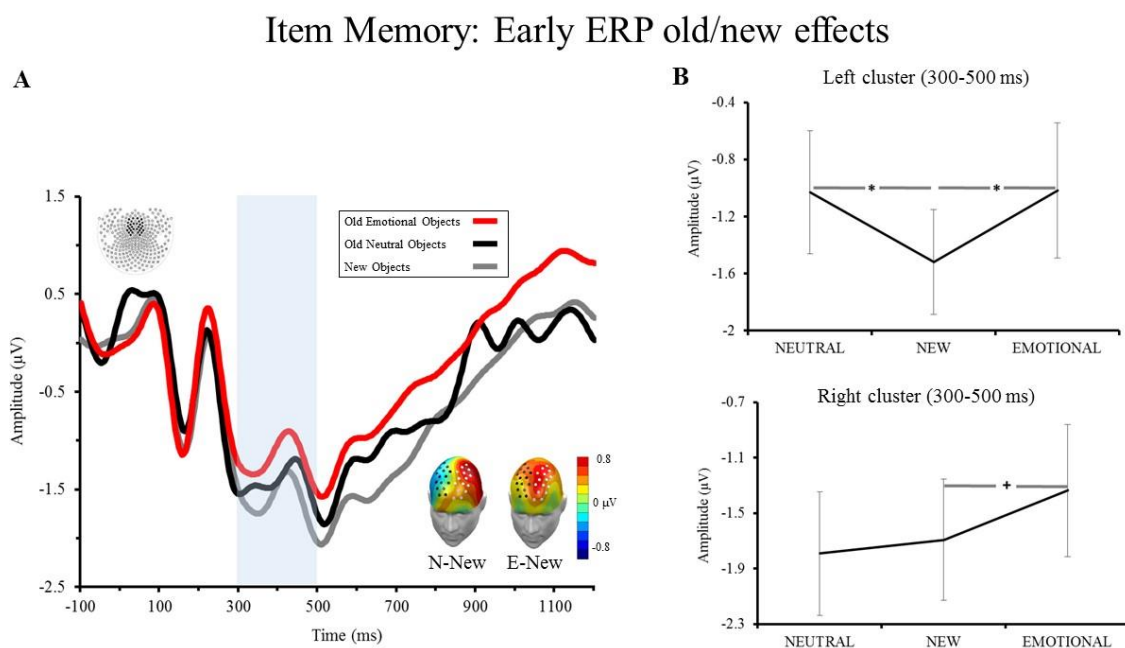 Item Memory: Early ERP old/new effects
A
1.5
0.5
-0.5
-1.5
-2.5
Amplitude (µV)
-100
100
300
500
700
900
1100
Time (ms)
Old Emotional Objects
Old Neutral Objects
New Objects
N-New
E-New
0.8
0 µV
-0.8
B
Left cluster (300-500 ms)
-0.4
-0.8
-1.2
-1.6
-2
Amplitude (µV)
*
*
NEUTRAL
NEW
EMOTIONAL
Right cluster (300-500 ms)
-0.7
-1.1
-1.5
-1.9
-2.3
Amplitude (µV)
+
NEUTRAL
NEW
EMOTIONAL